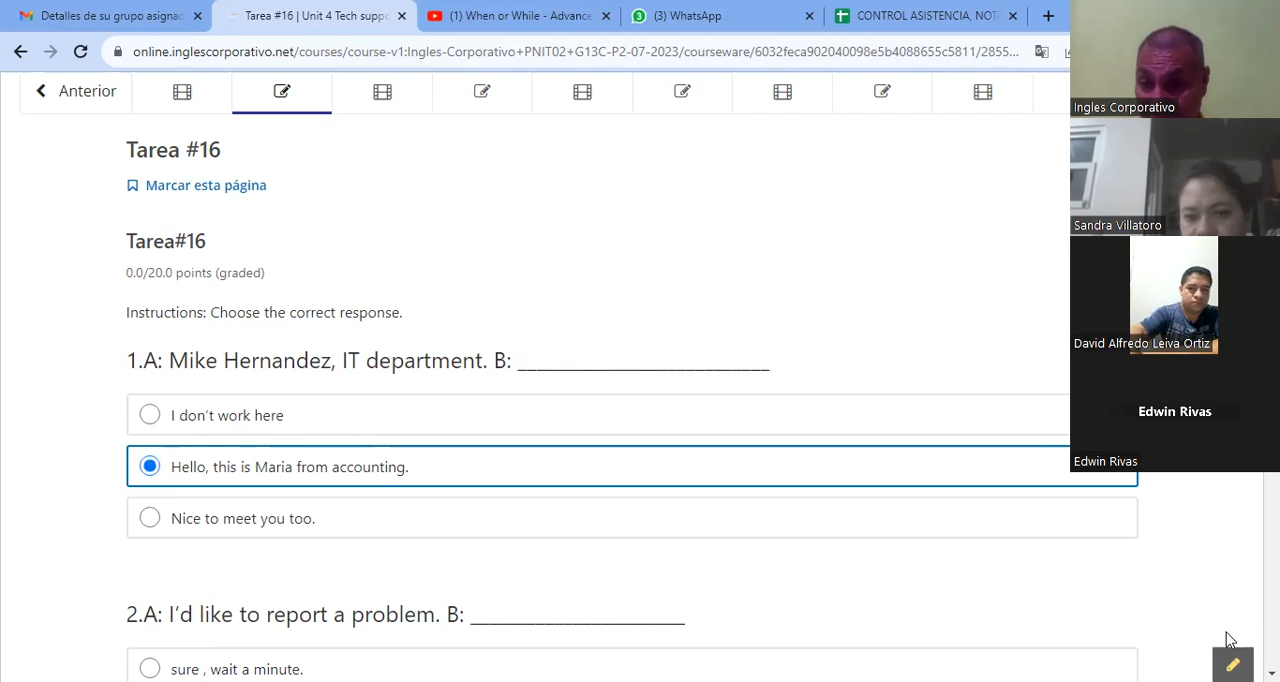 Detalles de su grupo asignad
Tarea #16 | Unit 4 Tech suppo
(1) When or While - Advance
(3) WhatsApp
CONTROL ASISTENCIA, NOT
online.inglescorporativo.net/courses/course-v1:Ingles-Corporativo+PNIT02+G13C-P2-07-2023/courseware/6032feca902040098e5b4088655c5811/2855...
Anterior
Tarea #16
Marcar esta página
Tarea#16
0.0/20.0 points (graded)
Instructions: Choose the correct response.
1.A: Mike Hernandez, IT department. B: ___________________________
I don't work here
Hello, this is Maria from accounting.
Nice to meet you too.
2.A: I'd like to report a problem. B: _______________________
sure , wait a minute.
Ingles Corporativo
Sandra Villatoro
David Alfredo Leiva Ortiz
Edwin Rivas
Edwin Rivas